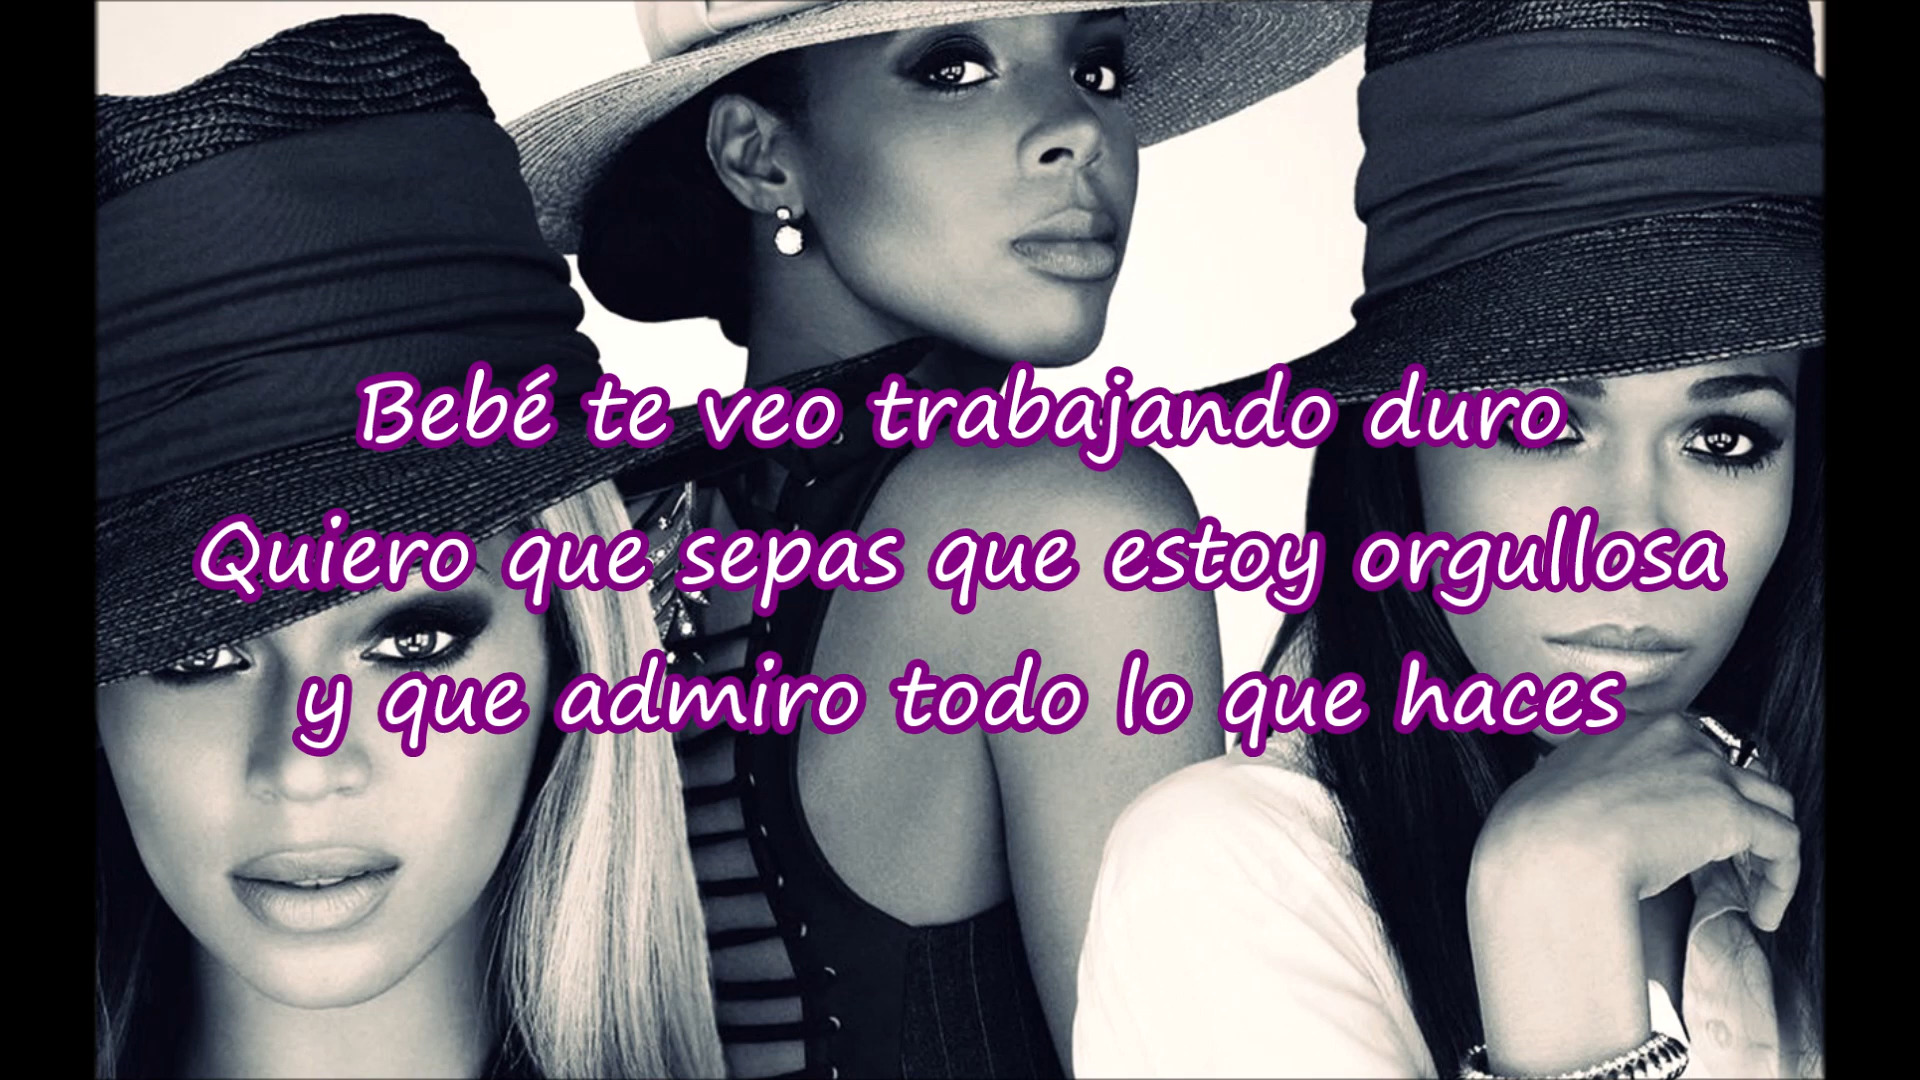 Bebé te veo trabajando duro
Quiero que sepas que estoy orgullosa
y que admiro todo lo que haces